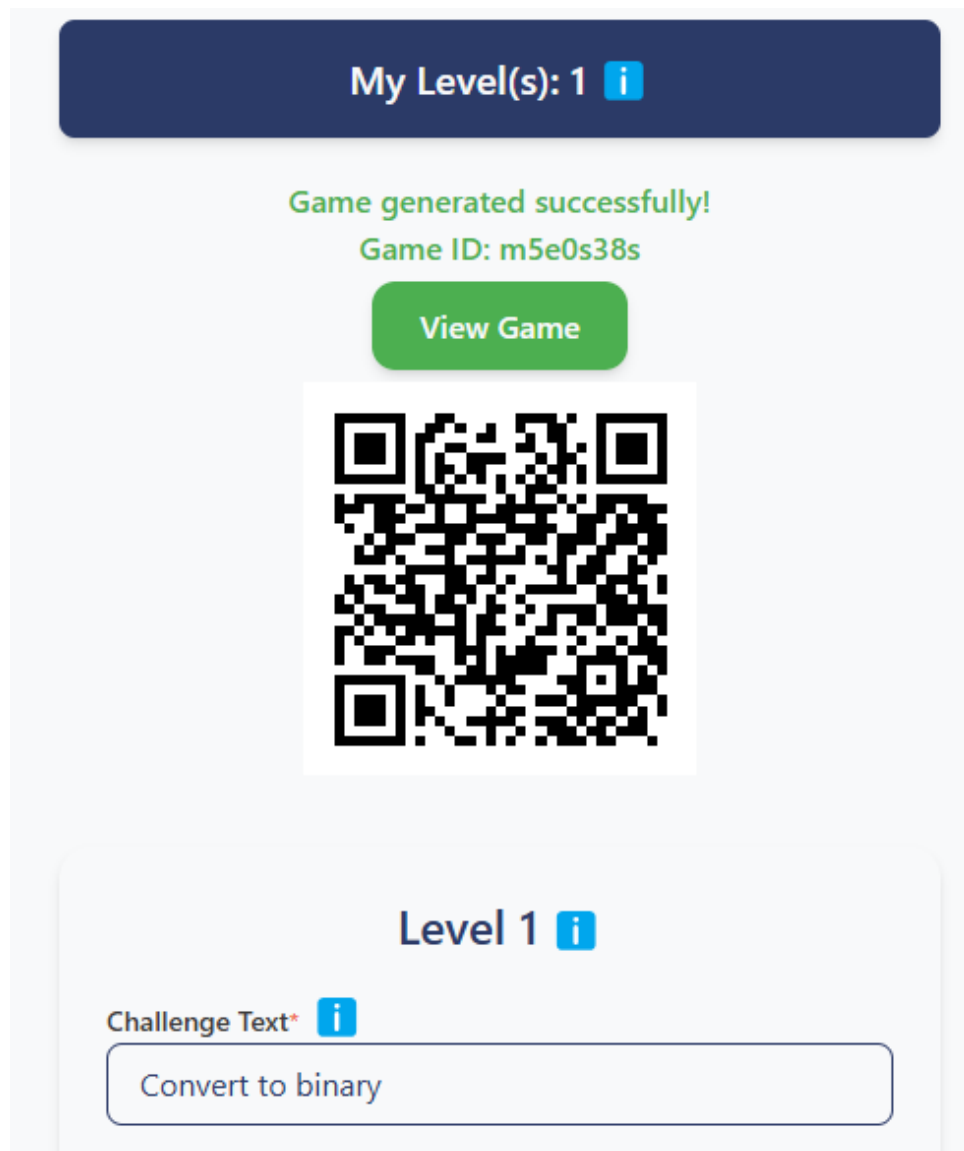 My Level(s): 1 i
Game generated successfully!
Game ID: m5e0s38s
View Game
Level 1 i
Challenge Text* i
Convert to binary